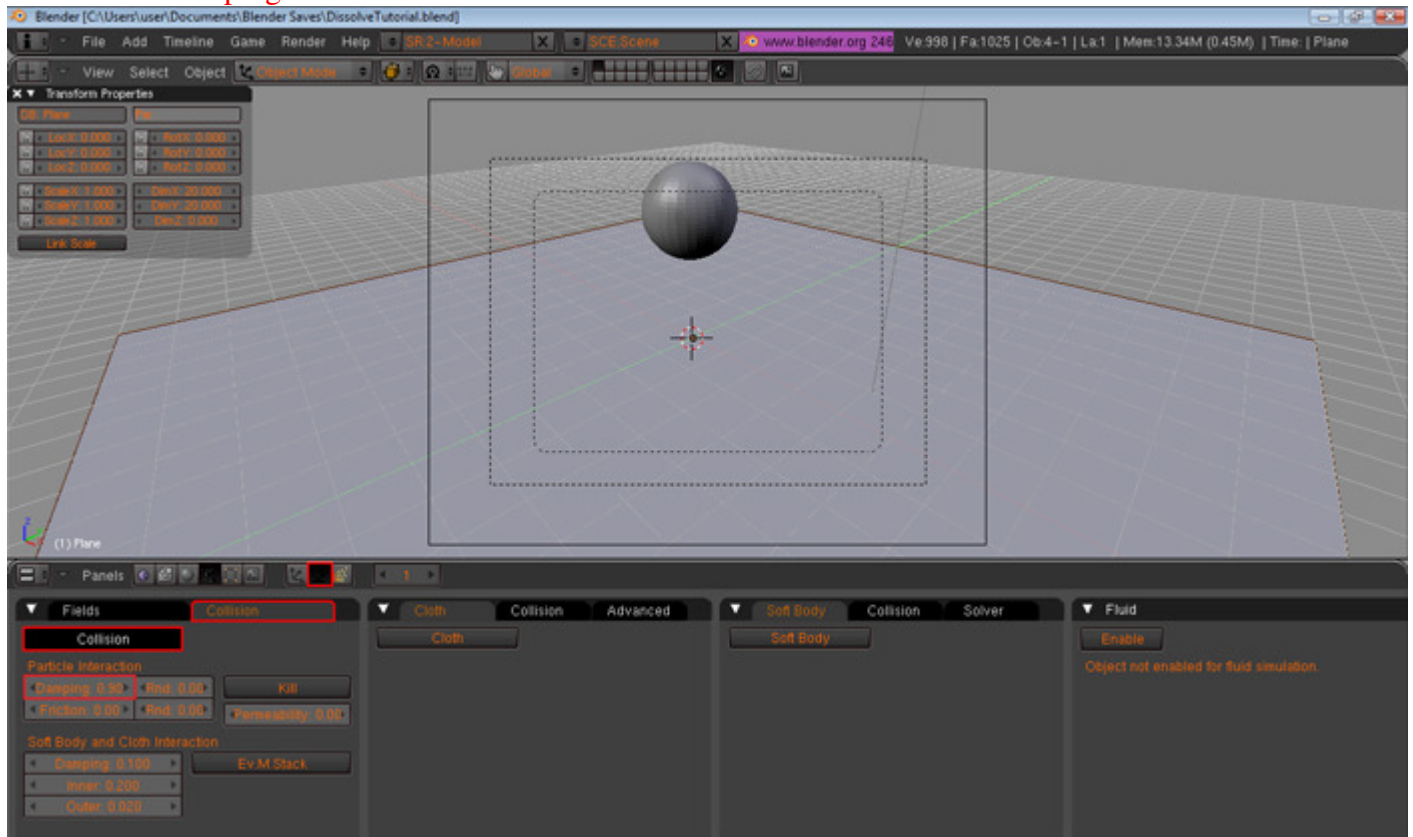 Blender [C:\Users\user\Documents\Blender Saves\DissolveTutorial.blend]
File Add Timeline Game Render Help SR:2-Model X SCE:Scene X www.blender.org 246 Ve:998 | Fa:1025 | Ob:4-1 | La:1 | Mem:13.34M (0.45M) | Time: | Plane
View Select Object Object Mode Global
Transform Properties
OB: Plane Par:
LocX: 0.000 RotX: 0.000
LocY: 0.000 RotY: 0.000
LocZ: 0.000 RotZ: 0.000
ScaleX: 1.000 DimX: 20.000
ScaleY: 1.000 DimY: 20.000
ScaleZ: 1.000 DimZ: 0.000
Link Scale
z
(1) Plane
Panels 1
Fields Collision Cloth Collision Advanced Soft Body Collision Solver Fluid
Collision Cloth Soft Body Enable
Particle Interaction Object not enabled for fluid simulation.
Damping: 0.90 Rnd: 0.00 Kill
Friction: 0.00 Rnd: 0.00 Permeability: 0.00
Soft Body and Cloth Interaction
Damping: 0.100 Ev.M Stack
Inner: 0.200
Outer: 0.020